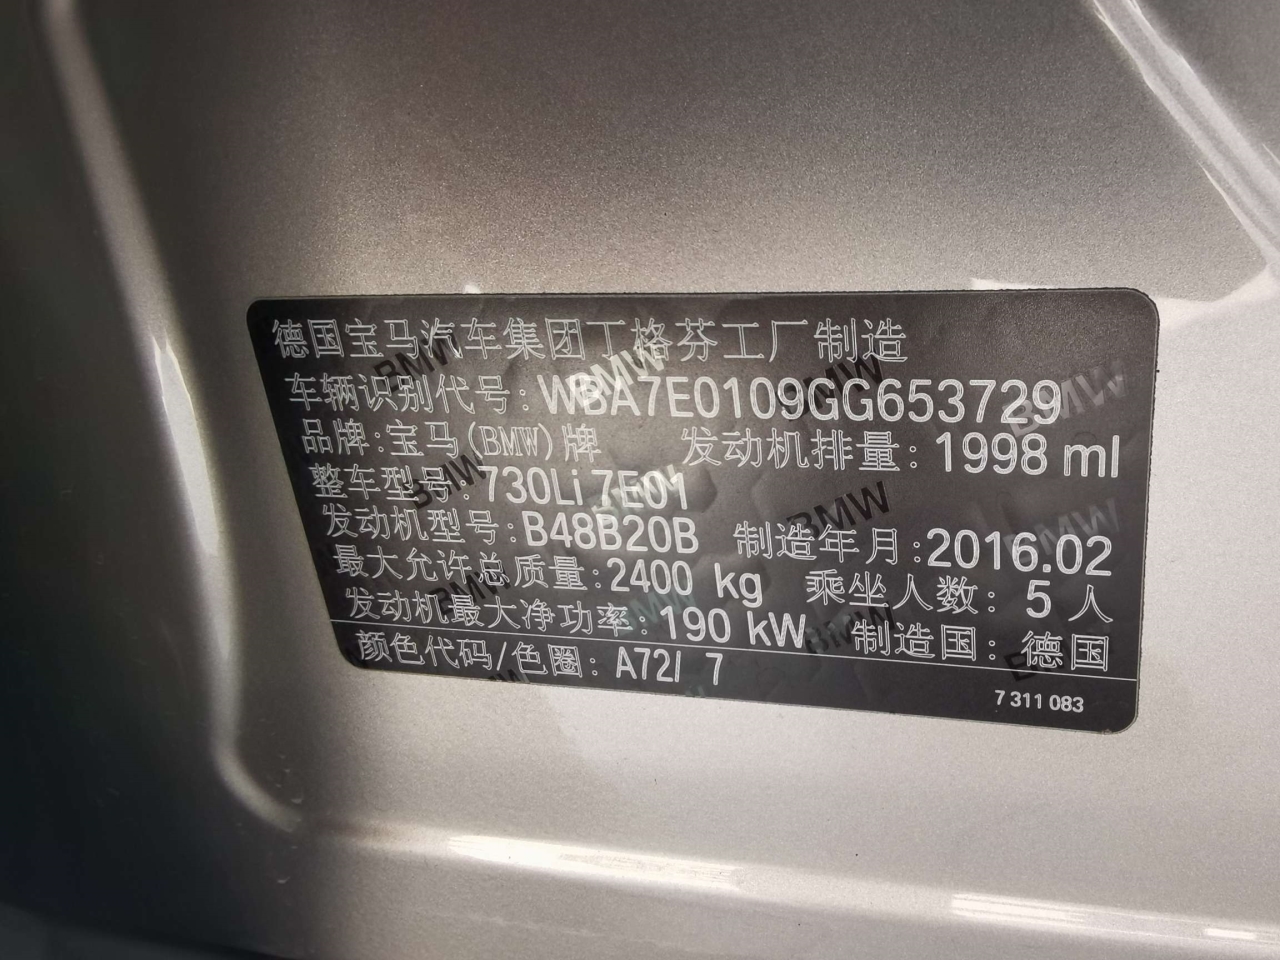 德国宝马汽车集团丁格芬工厂制造
车辆识别代号: WBA7E0109GG653729
品牌:宝马(BMW)牌 发动机排量: 1998 ml
整车型号:730Li 7E01
发动机型号:B48B20B 制造年月:2016.02
最大允许总质量:2400 kg 乘坐人数: 5 人
发动机最大净功率:190 kW 制造国: 德国
颜色代码/色圈: A72/ 7
7 311 083